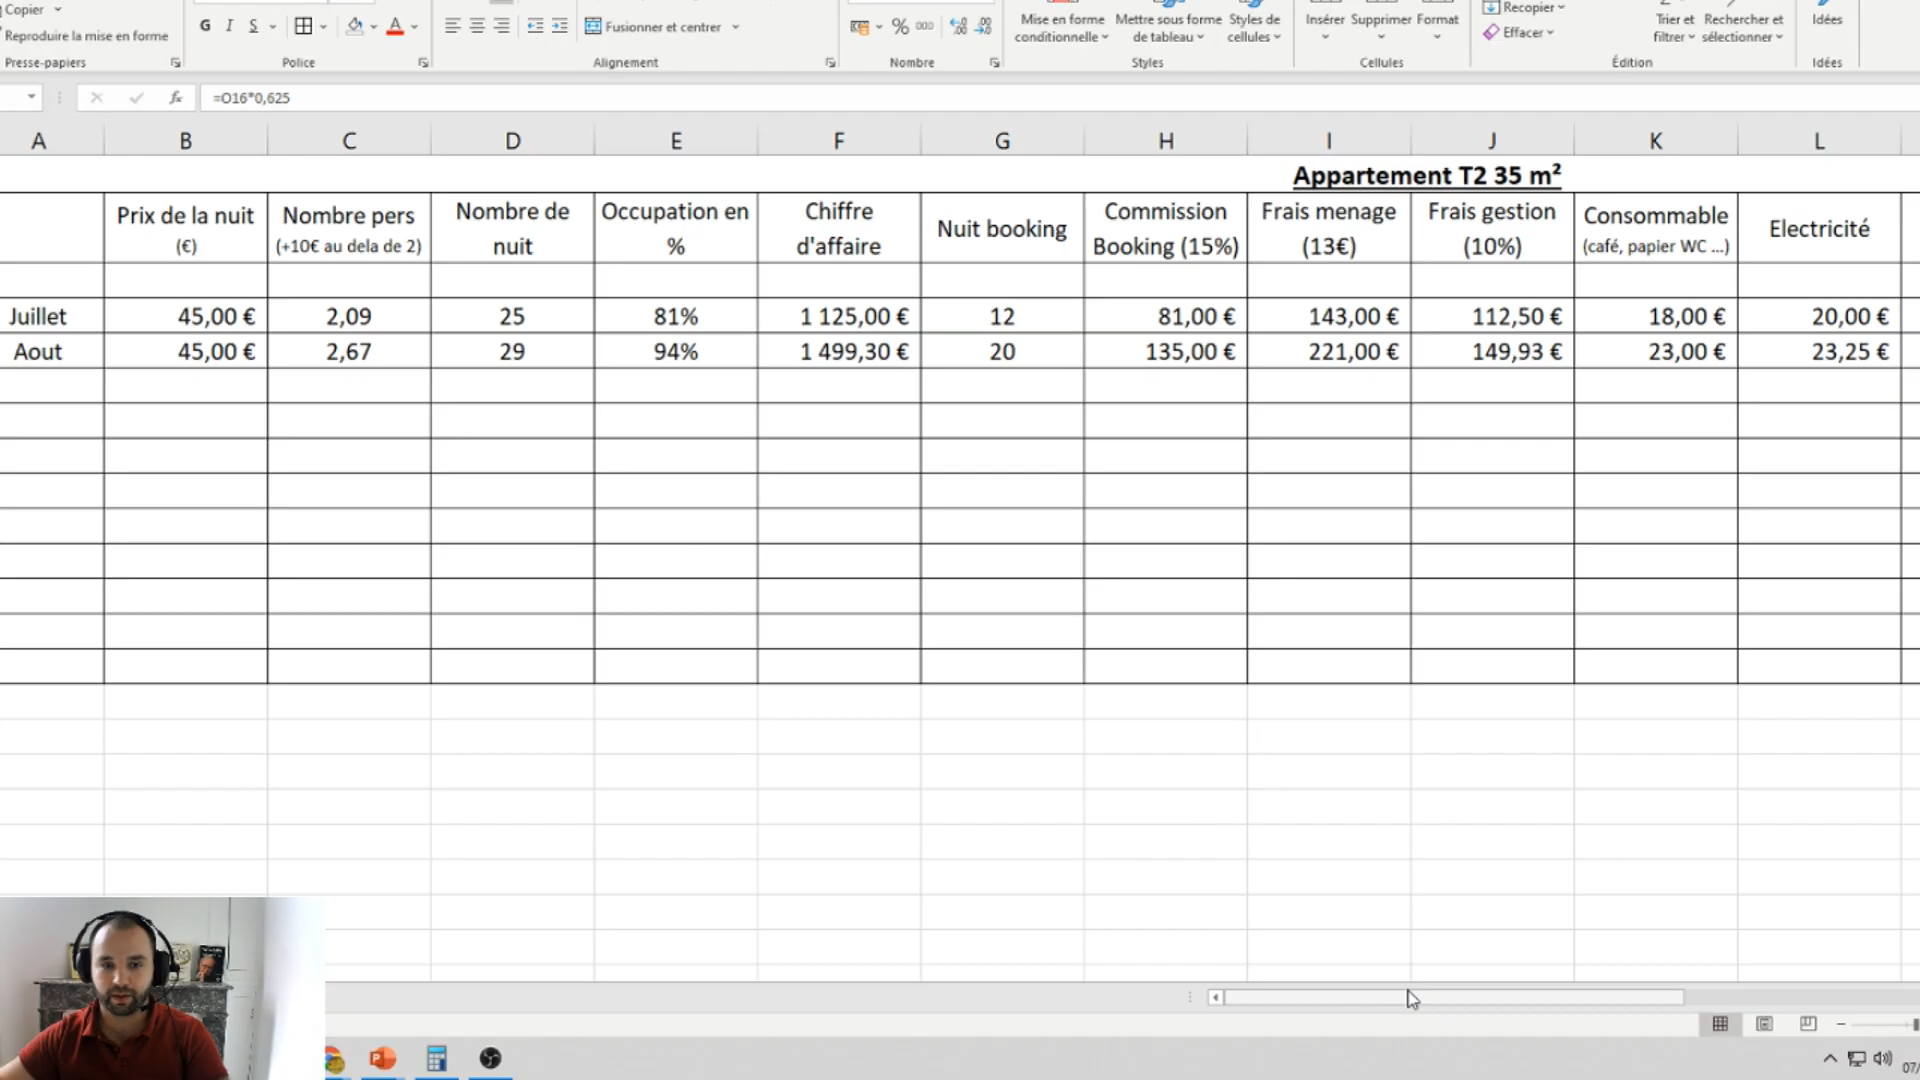 Copier
Reproduire la mise en forme
Presse-papiers
G I S
Police
Fusionner et centrer
Alignement
% 000
Nombre
Mise en forme conditionnelle
Mettre sous forme de tableau
Styles de cellules
Styles
Insérer Supprimer Format
Cellules
Recopier
Effacer
Trier et filtrer
Rechercher et sélectionner
Édition
Idées
Idées
fx =O16*0,625
A B C D E F G H I J K L
Appartement T2 35 m²
Prix de la nuit (€)
Nombre pers (+10€ au dela de 2)
Nombre de nuit
Occupation en %
Chiffre d'affaire
Nuit booking
Commission Booking (15%)
Frais menage (13€)
Frais gestion (10%)
Consommable (café, papier WC ...)
Electricité
Juillet 45,00 € 2,09 25 81% 1 125,00 € 12 81,00 € 143,00 € 112,50 € 18,00 € 20,00 €
Aout 45,00 € 2,67 29 94% 1 499,30 € 20 135,00 € 221,00 € 149,93 € 23,00 € 23,25 €
07/